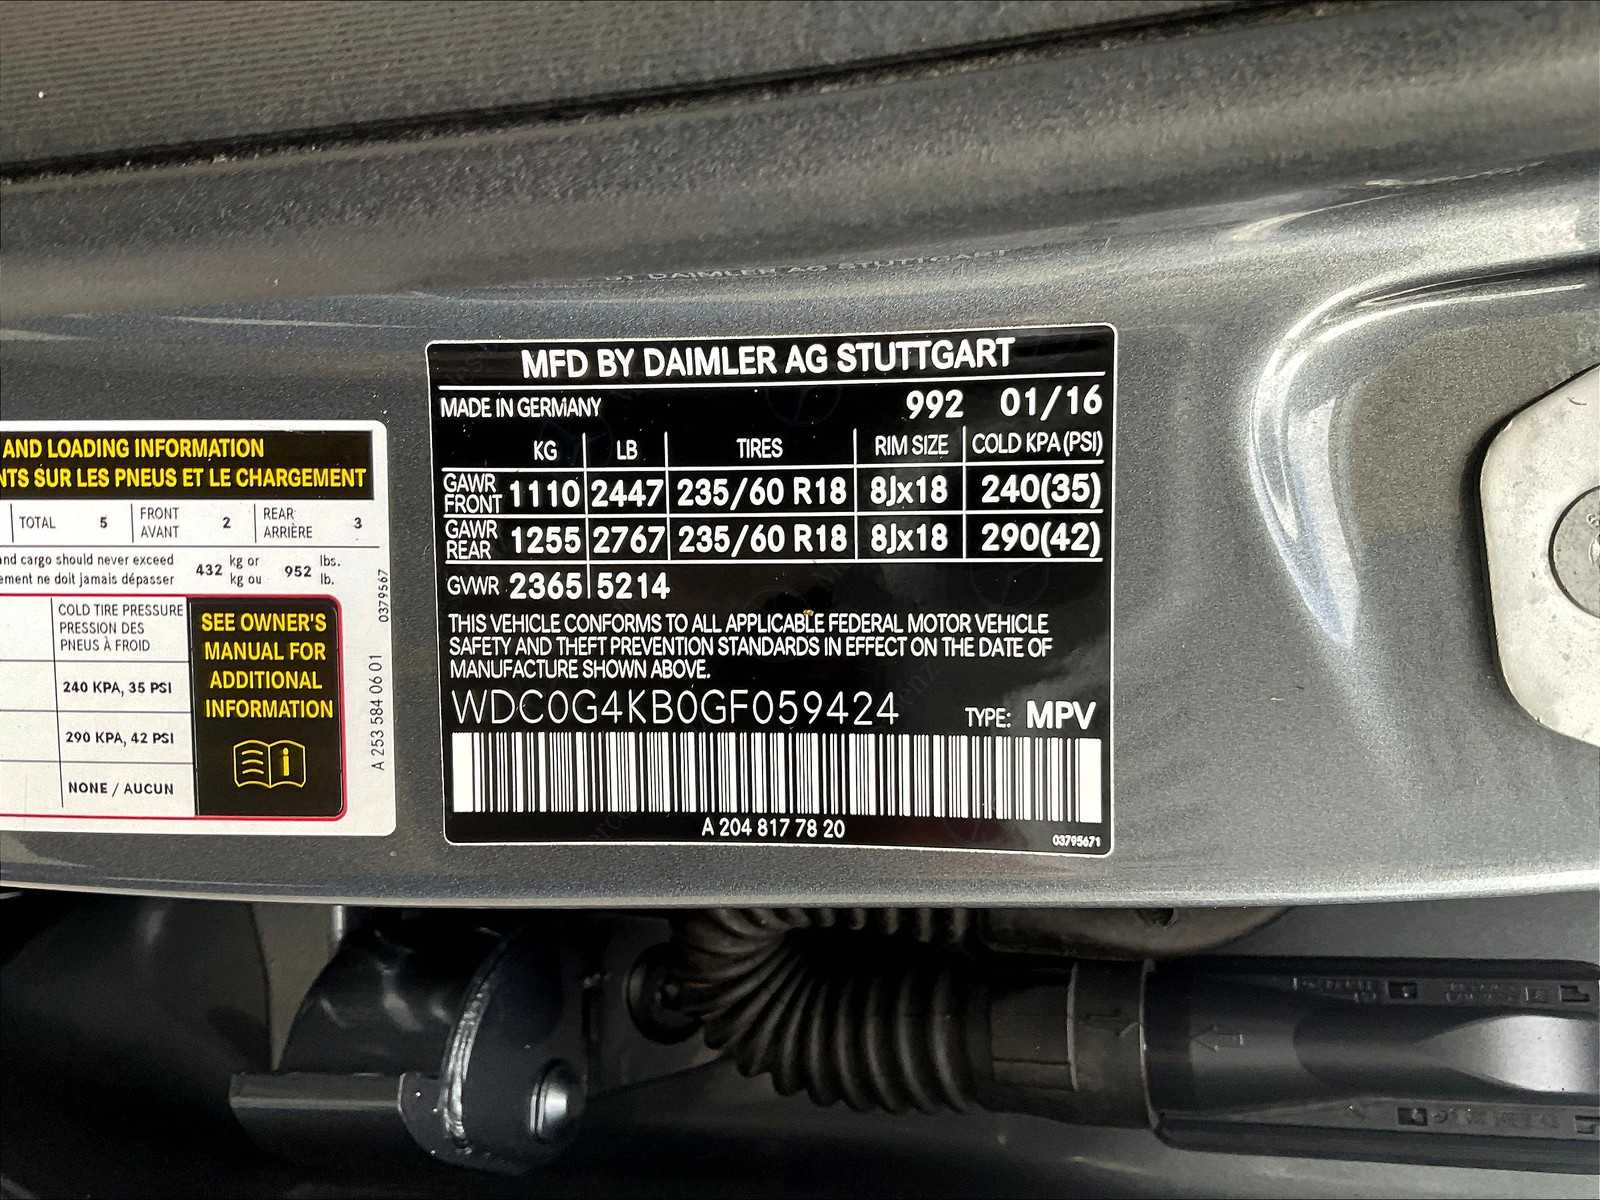 MFD BY DAIMLER AG STUTTGART
MADE IN GERMANY 992 01/16
KG LB TIRES RIM SIZE COLD KPA(PSI)
GAWR FRONT 1110 2447 235/60 R18 8Jx18 240(35)
GAWR REAR 1255 2767 235/60 R18 8Jx18 290(42)
GVWR 2365 5214
THIS VEHICLE CONFORMS TO ALL APPLICABLE FEDERAL MOTOR VEHICLE
SAFETY AND THEFT PREVENTION STANDARDS IN EFFECT ON THE DATE OF
MANUFACTURE SHOWN ABOVE.
WDC0G4KB0GF059424 TYPE: MPV
A 204 817 78 20
03795671
AND LOADING INFORMATION
NTS SUR LES PNEUS ET LE CHARGEMENT
TOTAL 5 FRONT AVANT 2 REAR ARRIÈRE 3
and cargo should never exceed 432 kg or 952 lbs.
ement ne doit jamais dépasser kg ou lb.
COLD TIRE PRESSURE
PRESSION DES
PNEUS À FROID
240 KPA, 35 PSI
290 KPA, 42 PSI
NONE / AUCUN
SEE OWNER'S
MANUAL FOR
ADDITIONAL
INFORMATION
A 253 584 06 01
0379567